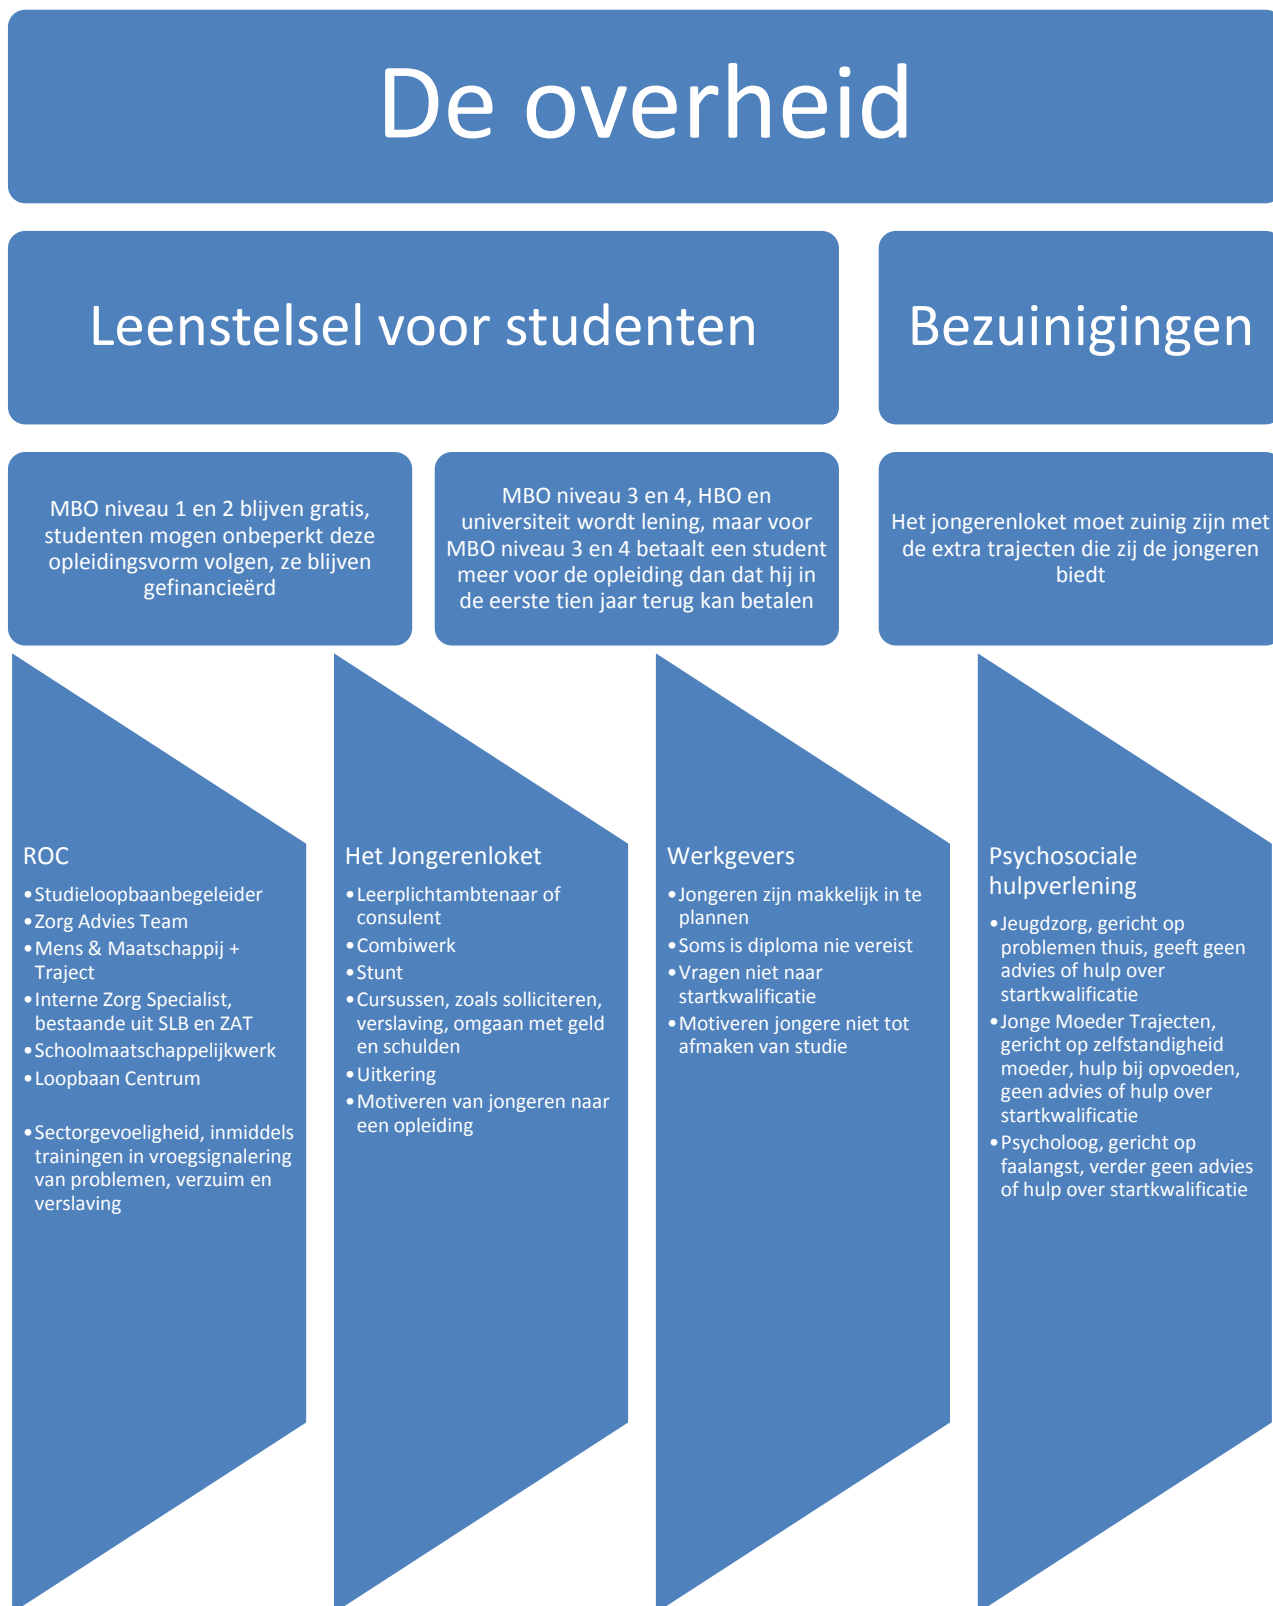 De overheid
Leenstelsel voor studenten
Bezuinigingen
MBO niveau 1 en 2 blijven gratis,
studenten mogen onbeperkt deze
opleidingsvorm volgen, ze blijven
gefinancieërd
MBO niveau 3 en 4, HBO en
universiteit wordt lening, maar voor
MBO niveau 3 en 4 betaalt een student
meer voor de opleiding dan dat hij in
de eerste tien jaar terug kan betalen
Het jongerenloket moet zuinig zijn met
de extra trajecten die zij de jongeren
biedt
ROC
•Studieloopbaanbegeleider
•Zorg Advies Team
•Mens & Maatschappij +
Traject
•Interne Zorg Specialist,
bestaande uit SLB en ZAT
•Schoolmaatschappelijkwerk
•Loopbaan Centrum
•Sectorgevoeligheid, inmiddels
trainingen in vroegsignalering
van problemen, verzuim en
verslaving
Het Jongerenloket
•Leerplichtambtenaar of
consulent
•Combiwerk
•Stunt
•Cursussen, zoals solliciteren,
verslaving, omgaan met geld
en schulden
•Uitkering
•Motiveren van jongeren naar
een opleiding
Werkgevers
•Jongeren zijn makkelijk in te
plannen
•Soms is diploma nie vereist
•Vragen niet naar
startkwalificatie
•Motiveren jongere niet tot
afmaken van studie
Psychosociale
hulpverlening
•Jeugdzorg, gericht op
problemen thuis, geeft geen
advies of hulp over
startkwalificatie
•Jonge Moeder Trajecten,
gericht op zelfstandigheid
moeder, hulp bij opvoeden,
geen advies of hulp over
startkwalificatie
•Psycholoog, gericht op
faalangst, verder geen advies
of hulp over startkwalificatie